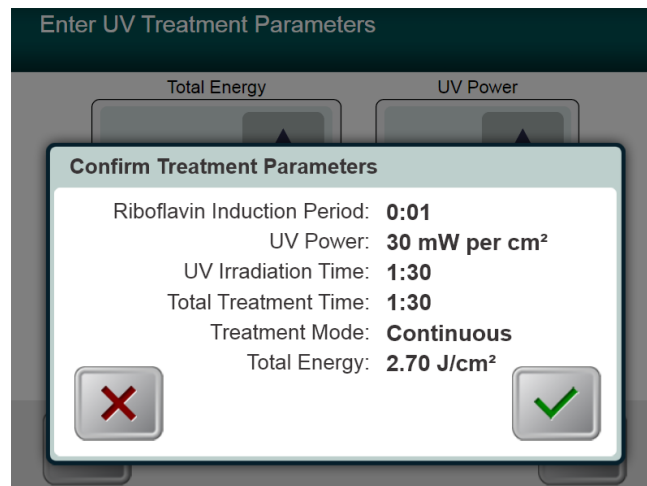 Enter UV Treatment Parameters
Total Energy UV Power
Confirm Treatment Parameters
Riboflavin Induction Period: 0:01
UV Power: 30 mW per cm²
UV Irradiation Time: 1:30
Total Treatment Time: 1:30
Treatment Mode: Continuous
Total Energy: 2.70 J/cm²